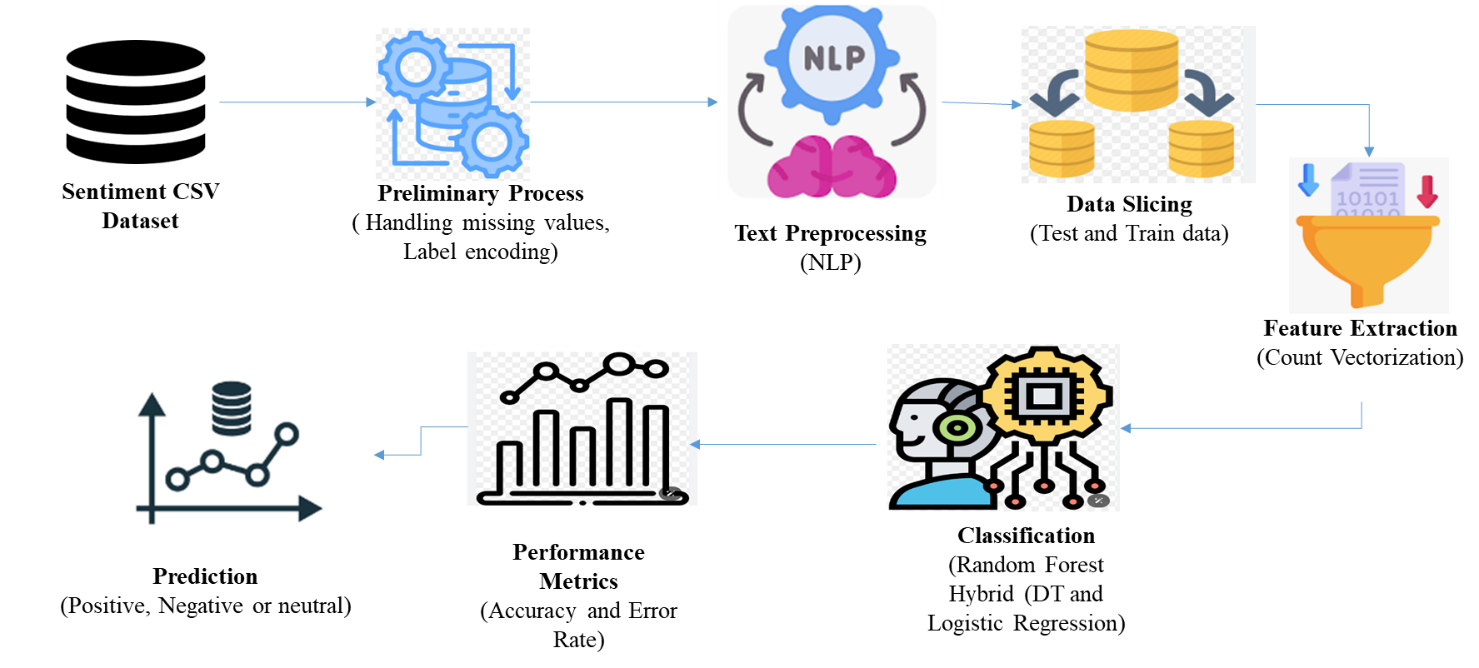 Sentiment CSV
Dataset
Preliminary Process
( Handling missing values,
Label encoding)
NLP
Text Preprocessing
(NLP)
Data Slicing
(Test and Train data)
10101
01010
Feature Extraction
(Count Vectorization)
Classification
(Random Forest
Hybrid (DT and
Logistic Regression)
Performance
Metrics
(Accuracy and Error
Rate)
Prediction
(Positive, Negative or neutral)